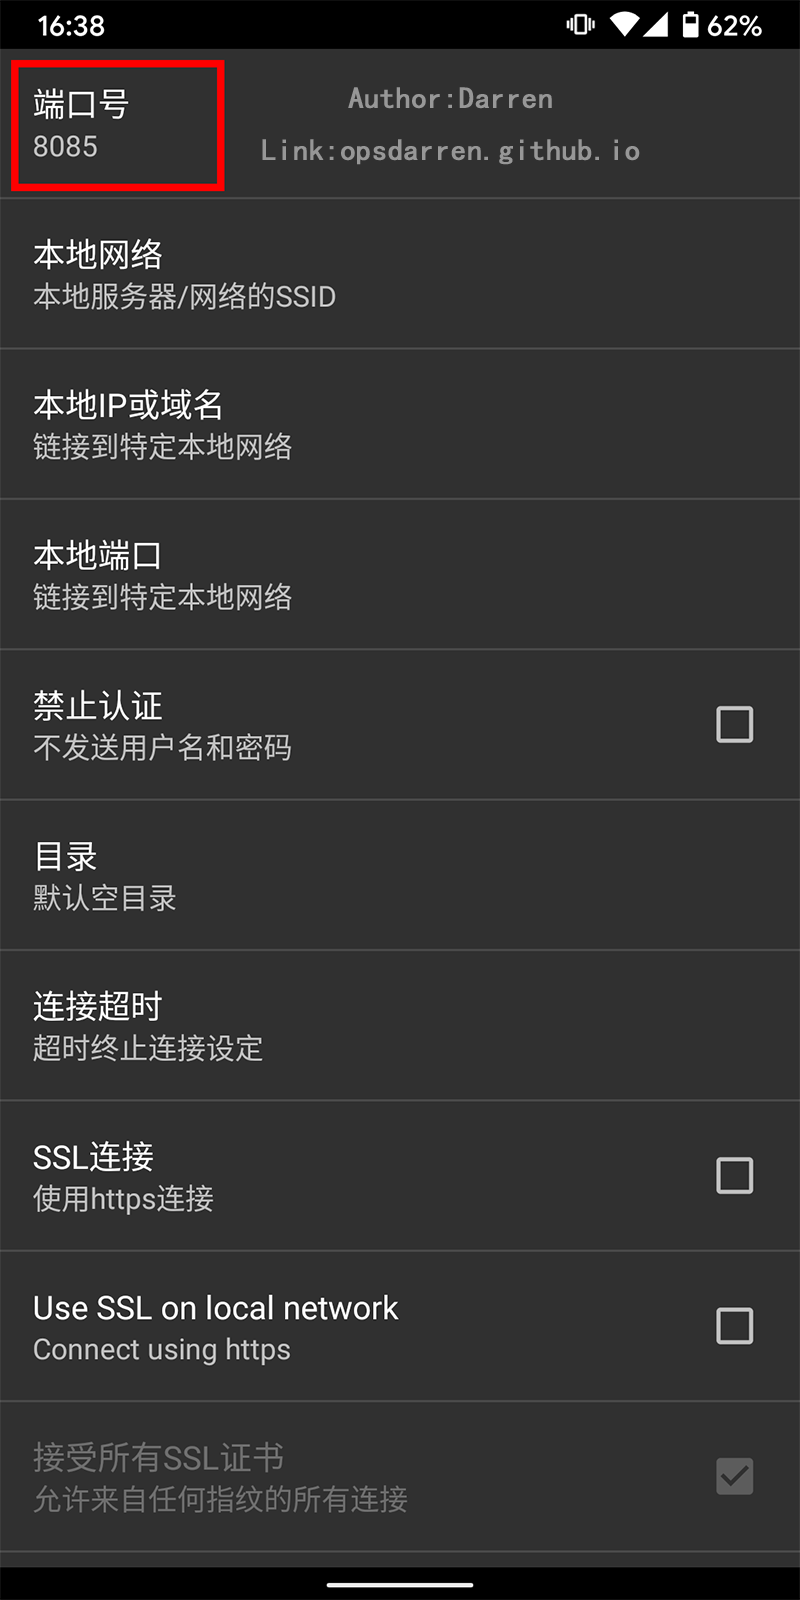 16:38
62%
端口号
8085
Author:Darren
Link:opsdarren.github.io
本地网络
本地服务器/网络的SSID
本地IP或域名
链接到特定本地网络
本地端口
链接到特定本地网络
禁止认证
不发送用户名和密码
目录
默认空目录
连接超时
超时终止连接设定
SSL连接
使用https连接
Use SSL on local network
Connect using https
接受所有SSL证书
允许来自任何指纹的所有连接